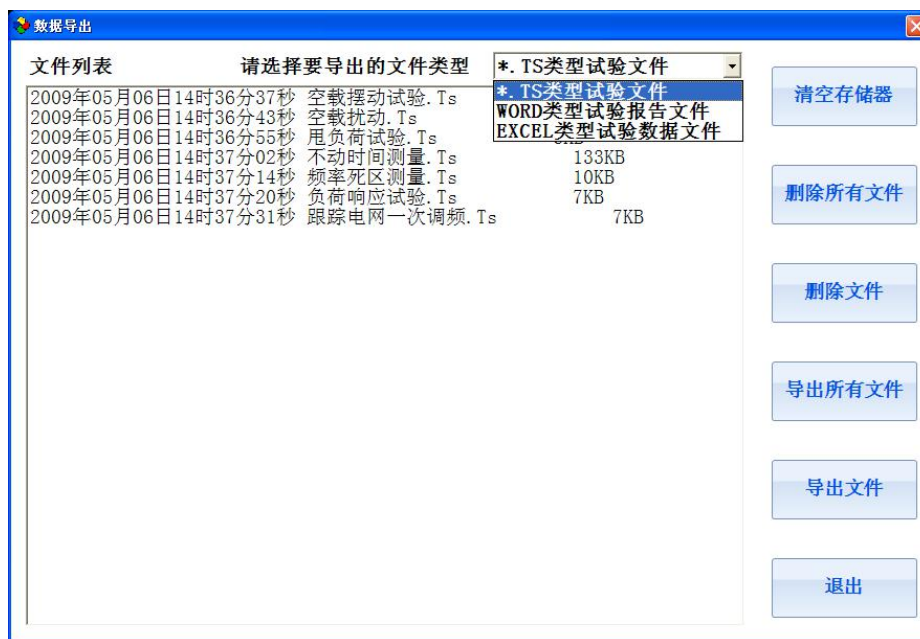 数据导出
文件列表 请选择要导出的文件类型 *.TS类型试验文件
*.TS类型试验文件
WORD类型试验报告文件
EXCEL类型试验数据文件
2009年05月06日14时36分37秒 空载摆动试验.Ts
2009年05月06日14时36分43秒 空载扰动.Ts
2009年05月06日14时36分55秒 甩负荷试验.Ts
2009年05月06日14时37分02秒 不动时间测量.Ts 133KB
2009年05月06日14时37分14秒 频率死区测量.Ts 10KB
2009年05月06日14时37分20秒 负荷响应试验.Ts 7KB
2009年05月06日14时37分31秒 跟踪电网一次调频.Ts 7KB
清空存储器
删除所有文件
删除文件
导出所有文件
导出文件
退出